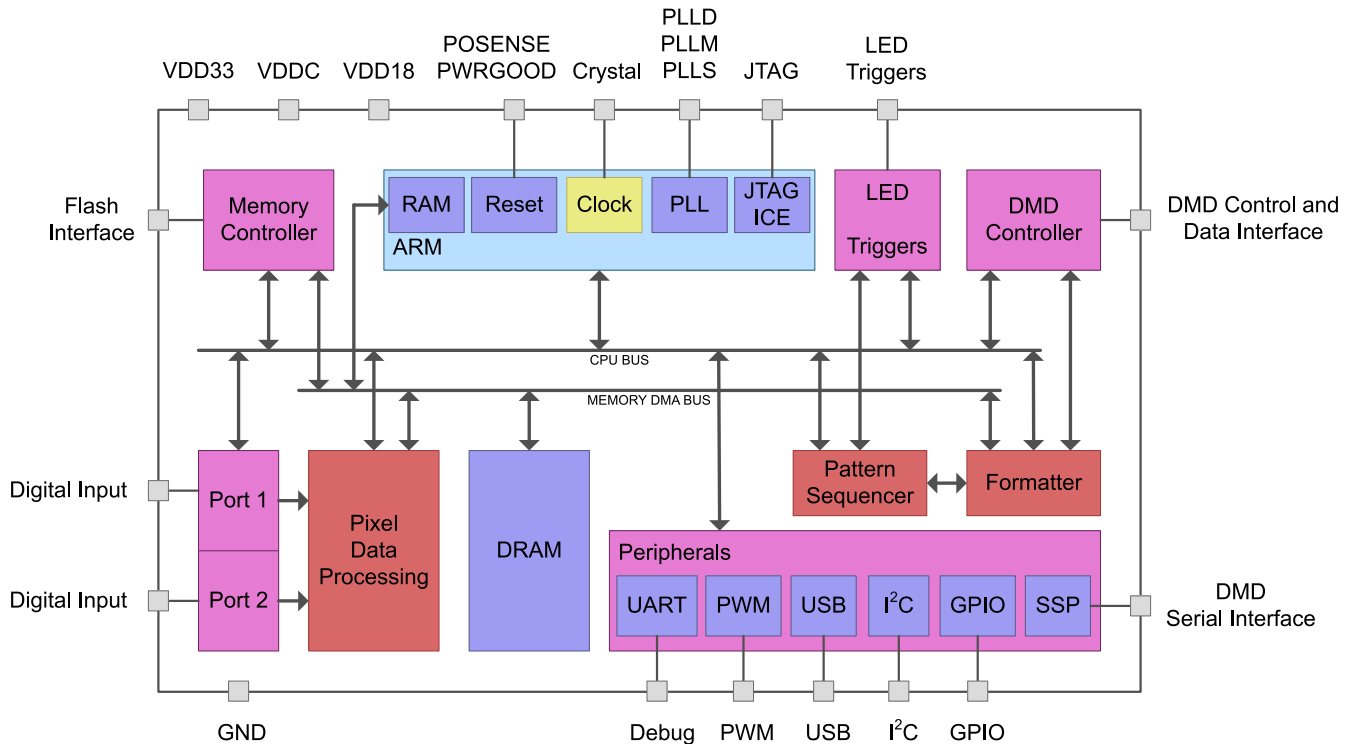 PLLD
PLLM
PLLS
POSENSE
PWRGOOD
LED
Triggers
VDD33
VDDC
VDD18
Crystal
JTAG
Flash
Interface
Memory
Controller
RAM
Reset
Clock
PLL
JTAG
ICE
ARM
LED
Triggers
DMD
Controller
DMD Control and
Data Interface
CPU BUS
MEMORY DMA BUS
Digital Input
Port 1
Digital Input
Port 2
Pixel
Data
Processing
DRAM
Pattern
Sequencer
Formatter
Peripherals
UART
PWM
USB
I²C
GPIO
SSP
DMD
Serial Interface
GND
Debug
PWM
USB
I²C
GPIO